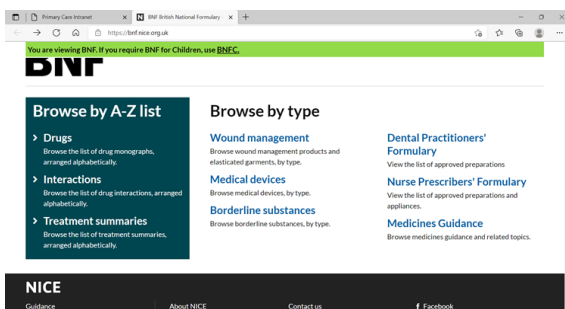 Primary Care Intranet
BNF British National Formulary
https://bnf.nice.org.uk
You are viewing BNF. If you require BNF for Children, use BNFC.
BNF
Browse by A-Z list
Drugs
Browse the list of drug monographs,
arranged alphabetically.
Interactions
Browse the list of drug interactions, arranged
alphabetically.
Treatment summaries
Browse the list of treatment summaries,
arranged alphabetically.
Browse by type
Wound management
Browse wound management products and
elasticated garments, by type.
Medical devices
Browse medical devices, by type.
Borderline substances
Browse borderline substances, by type.
Dental Practitioners'
Formulary
View the list of approved preparations
Nurse Prescribers' Formulary
View the list of approved preparations and
appliances.
Medicines Guidance
Browse medicines guidance and related topics.
NICE
Guidance About NICE Contact us Facebook